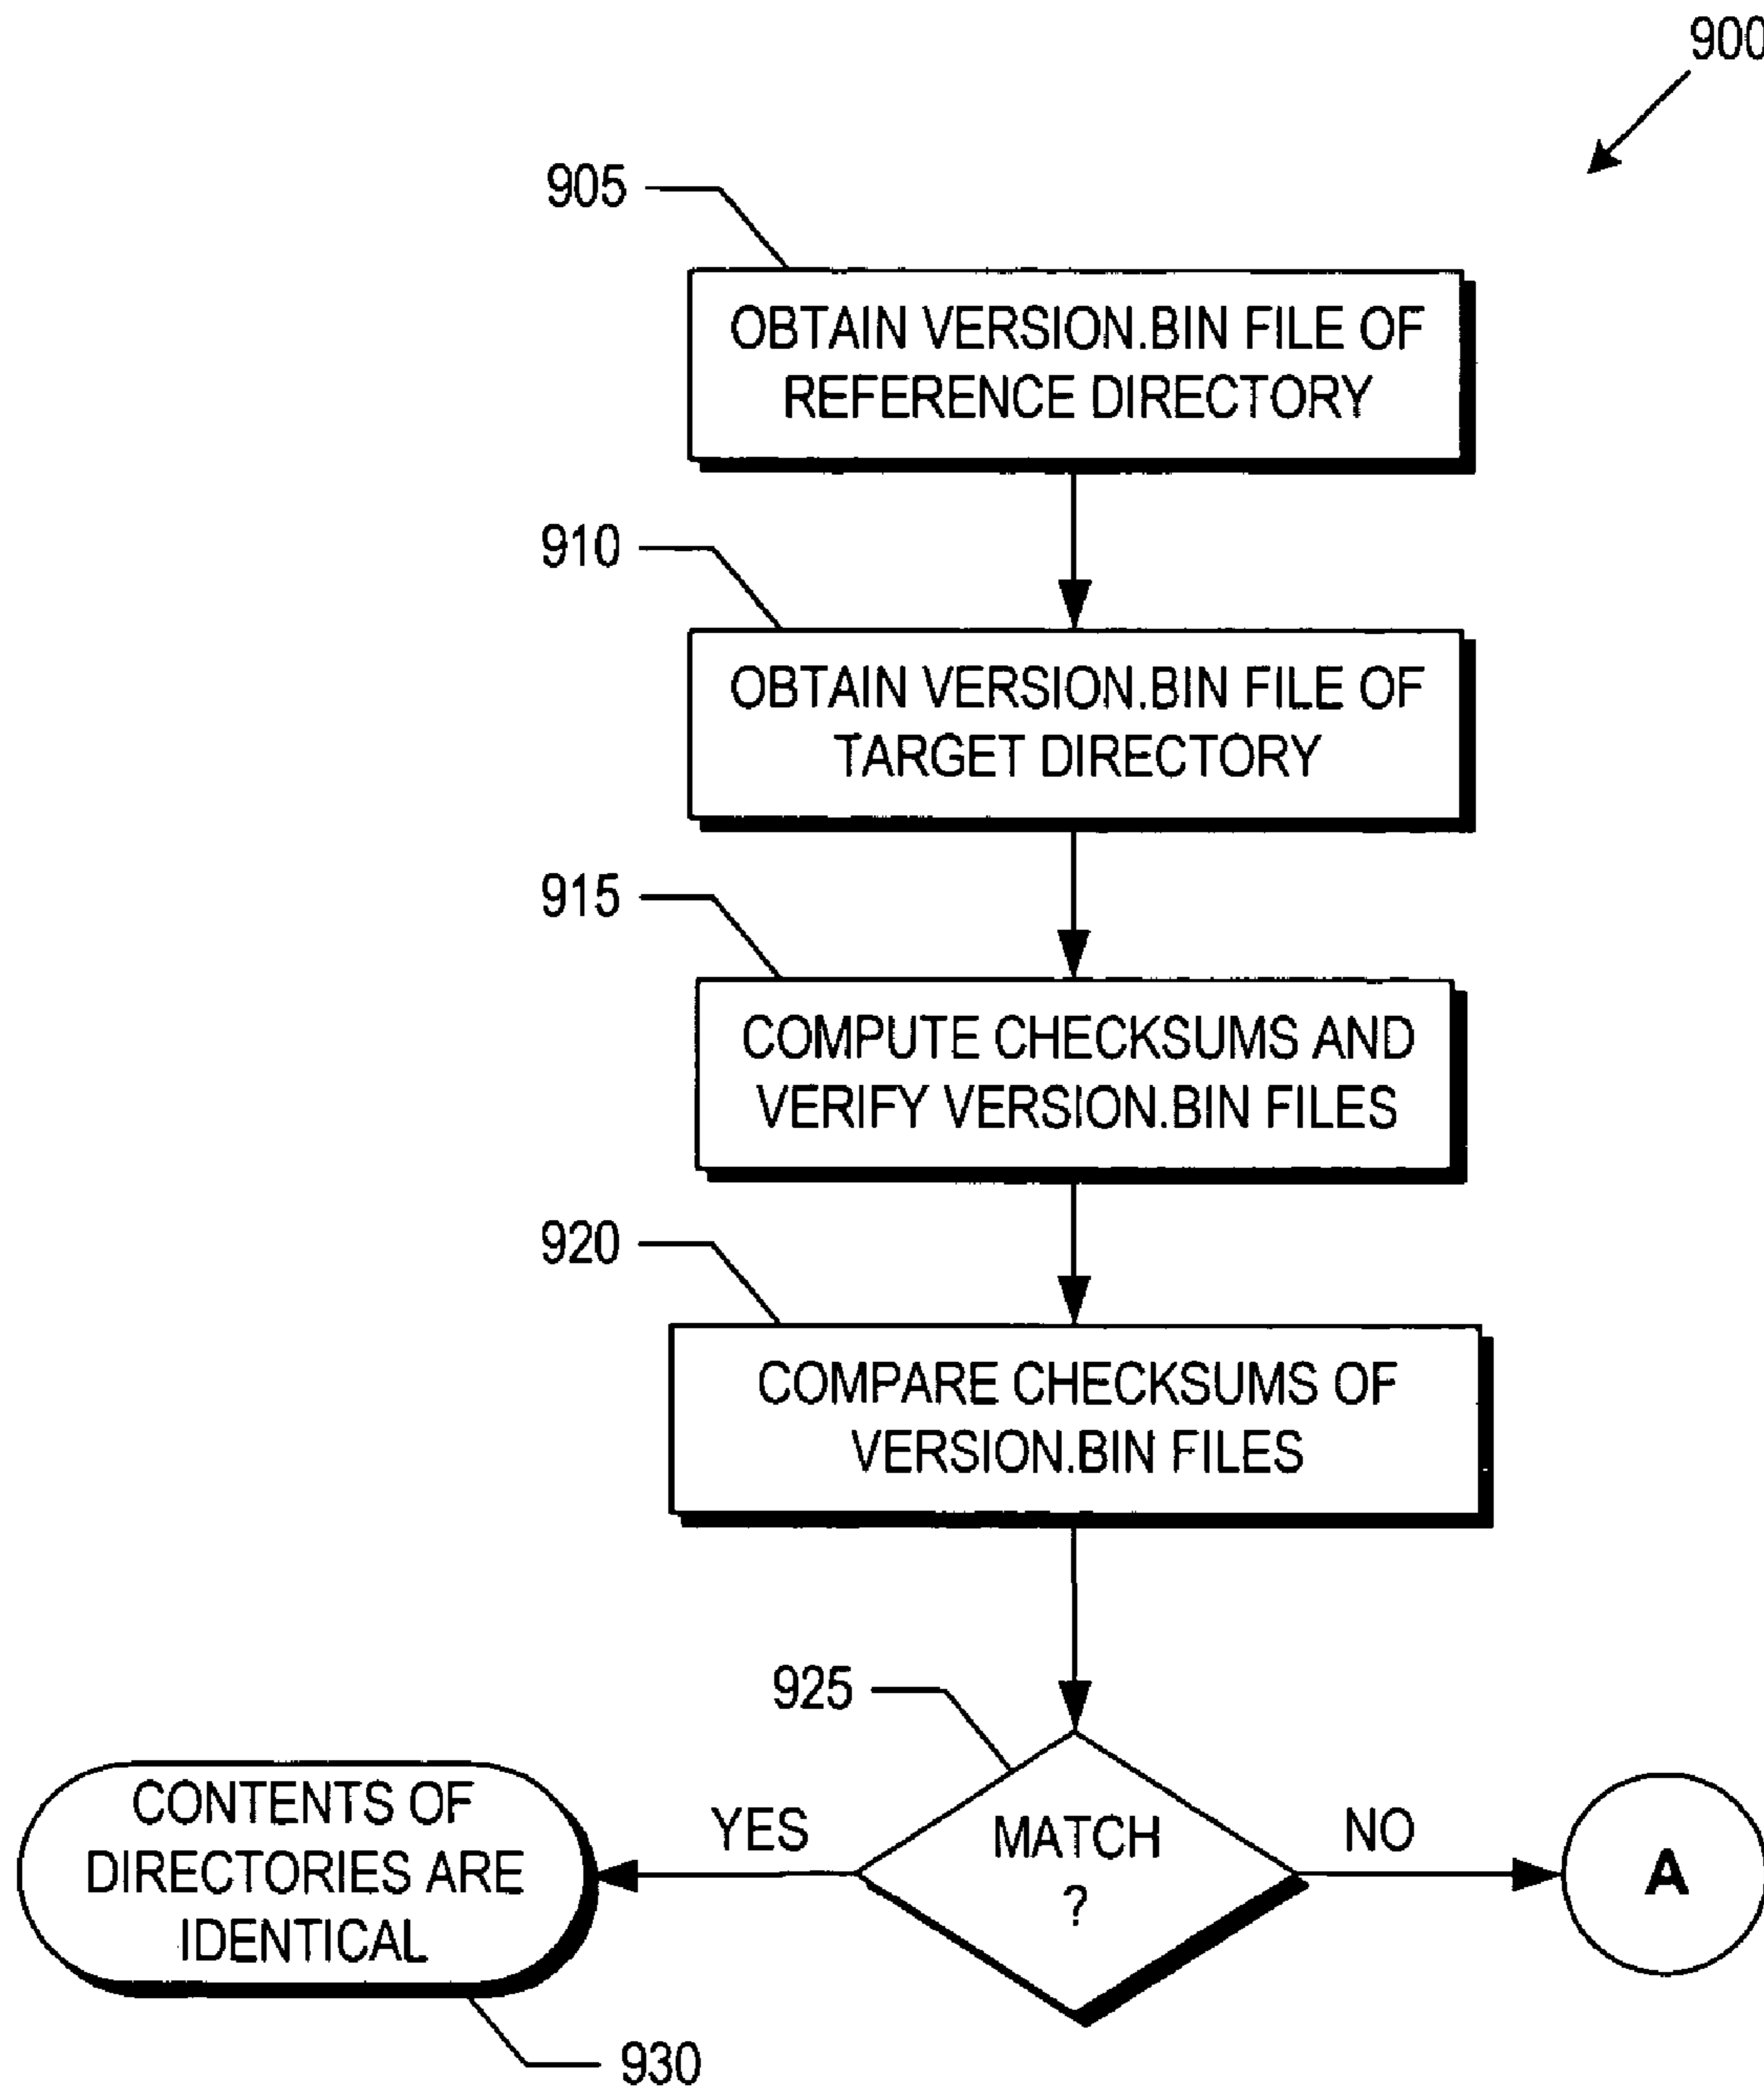 900
905
OBTAIN VERSION.BIN FILE OF
REFERENCE DIRECTORY
910
OBTAIN VERSION.BIN FILE OF
TARGET DIRECTORY
915
COMPUTE CHECKSUMS AND
VERIFY VERSION.BIN FILES
920
COMPARE CHECKSUMS OF
VERSION.BIN FILES
925
MATCH
?
YES
NO
CONTENTS OF
DIRECTORIES ARE
IDENTICAL
A
930